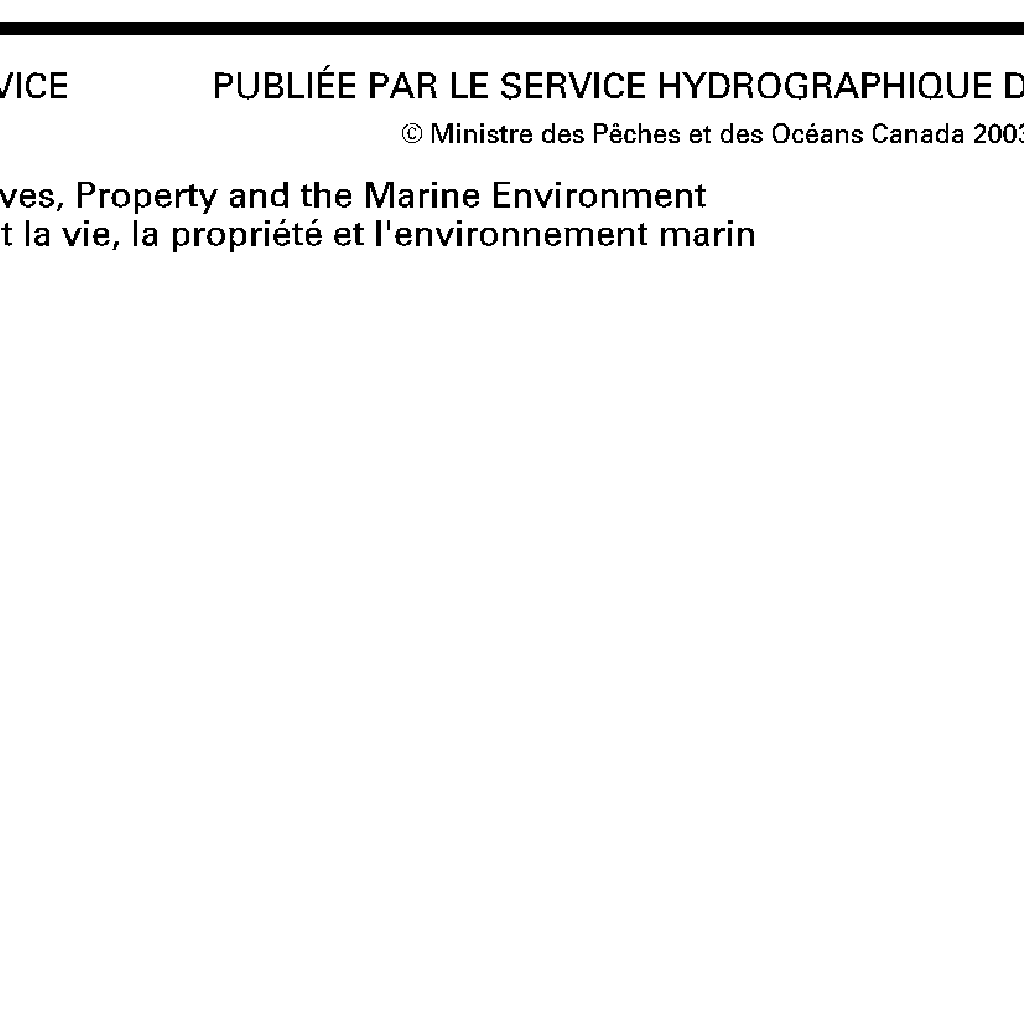 VICE PUBLIÉE PAR LE SERVICE HYDROGRAPHIQUE D
© Ministre des Pêches et des Océans Canada 2003
ves, Property and the Marine Environment
t la vie, la propriété et l'environnement marin